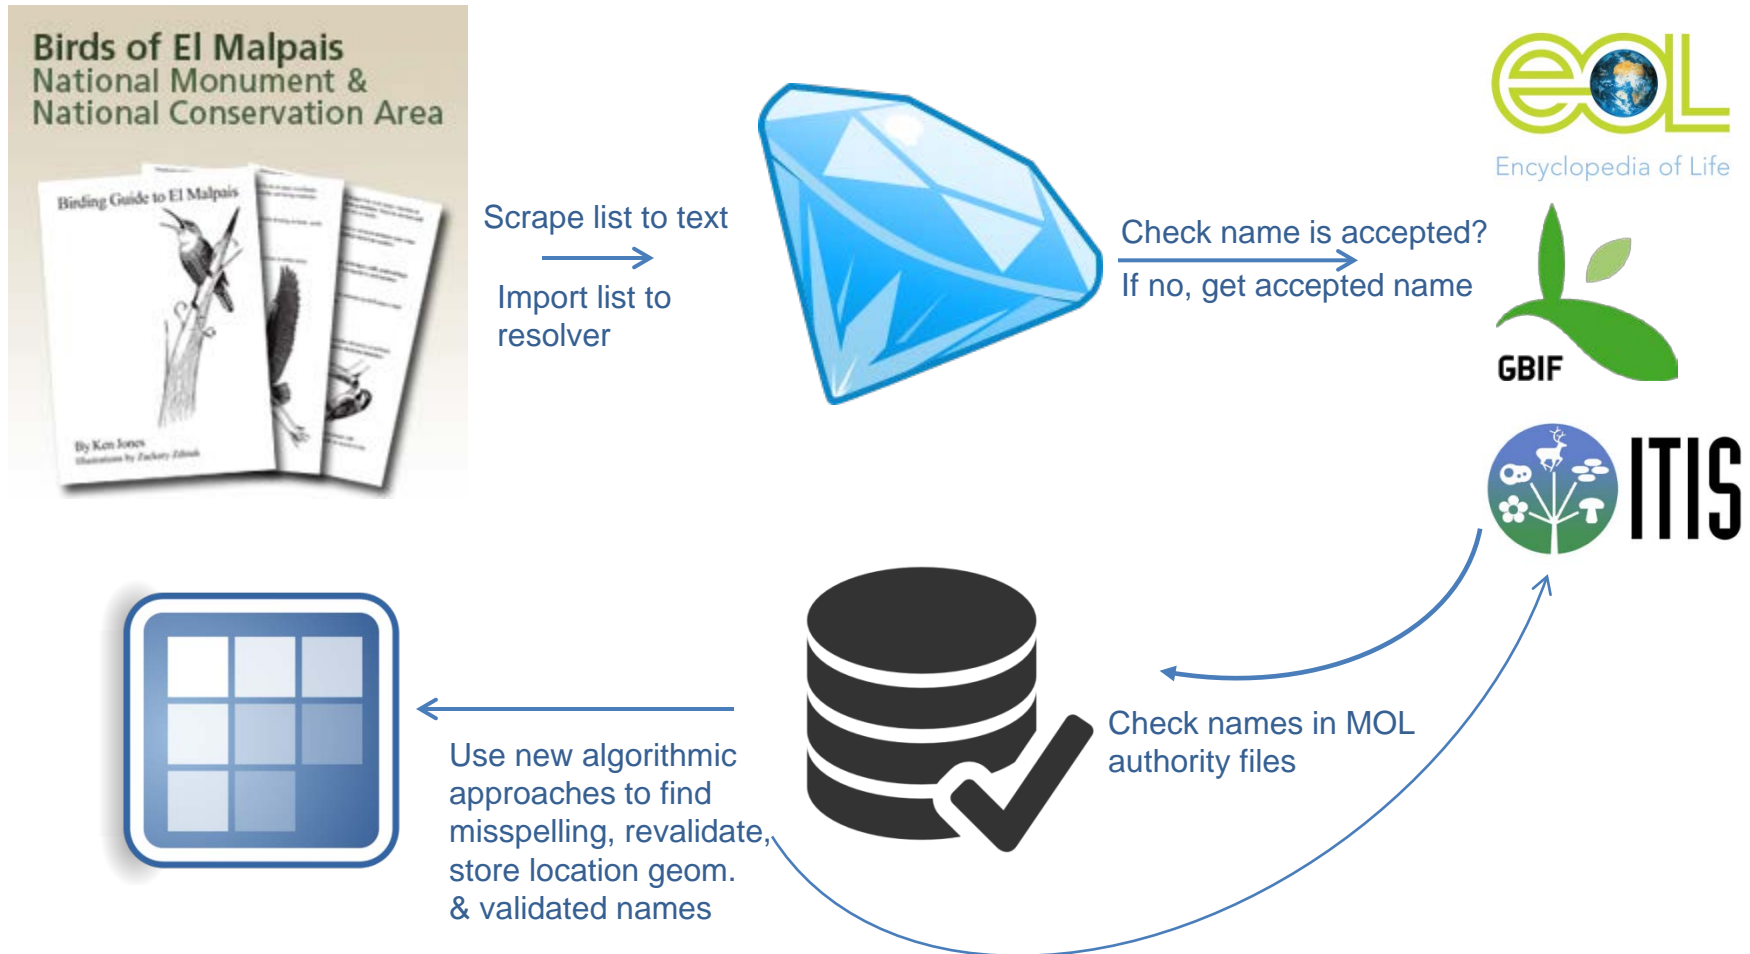 Birds of El Malpais
National Monument &
National Conservation Area
Birding Guide to El Malpais
By Ken Jones
Scrape list to text
Import list to
resolver
Check name is accepted?
If no, get accepted name
eoL
Encyclopedia of Life
GBIF
ITIS
Check names in MOL
authority files
Use new algorithmic
approaches to find
misspelling, revalidate,
store location geom.
& validated names